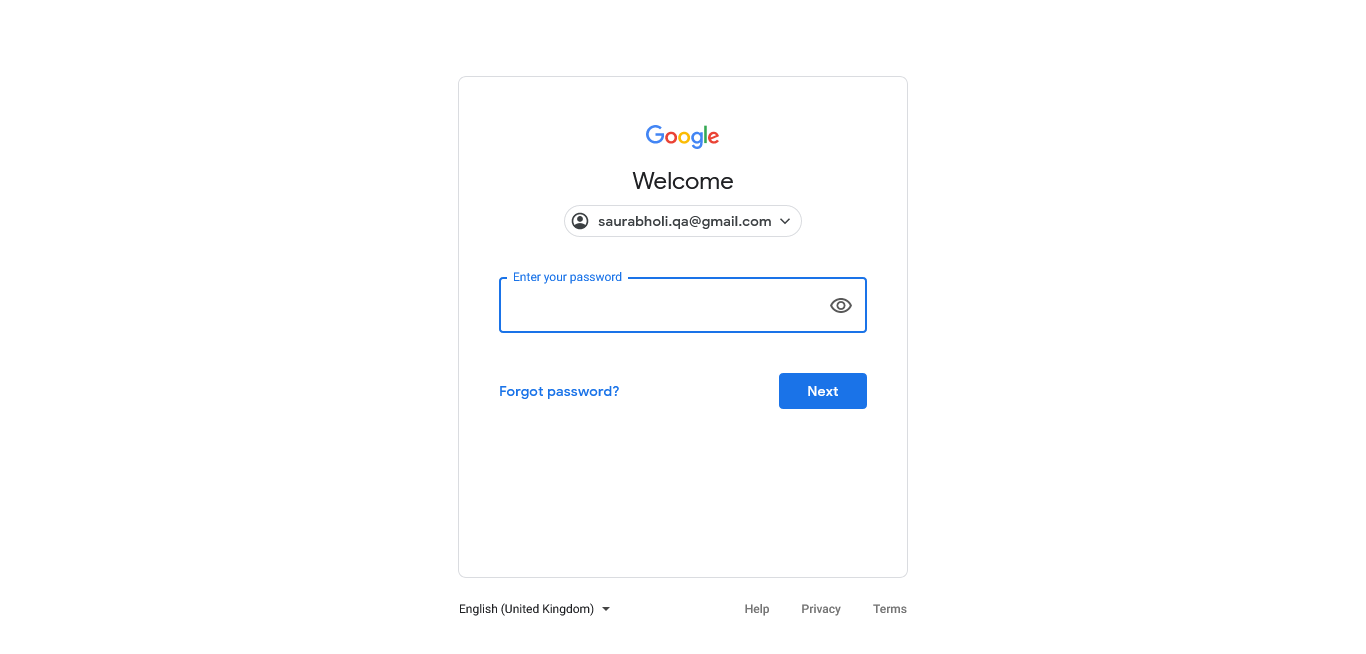 Google
Welcome
saurabholi.qa@gmail.com
Enter your password
Forgot password?
Next
English (United Kingdom)
Help
Privacy
Terms